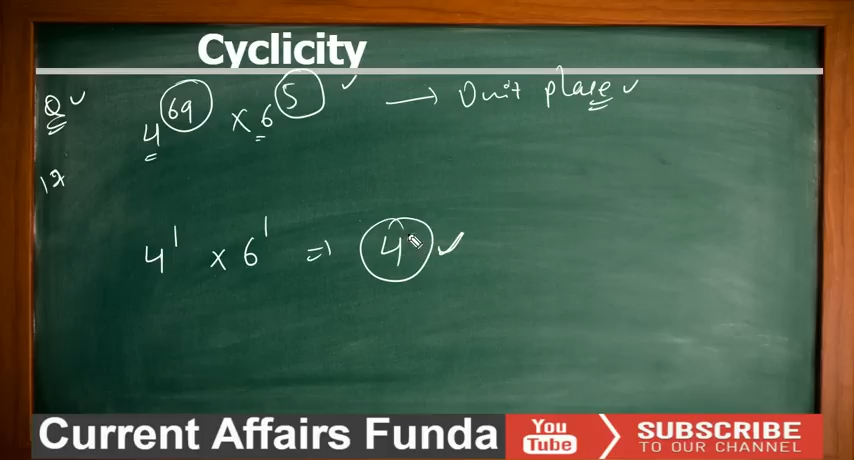 Cyclicity
Q 4^69 × 6^5 → Unit place
4^1 × 6^1 ⇒ 4
Current Affairs Funda
You Tube
SUBSCRIBE
TO OUR CHANNEL